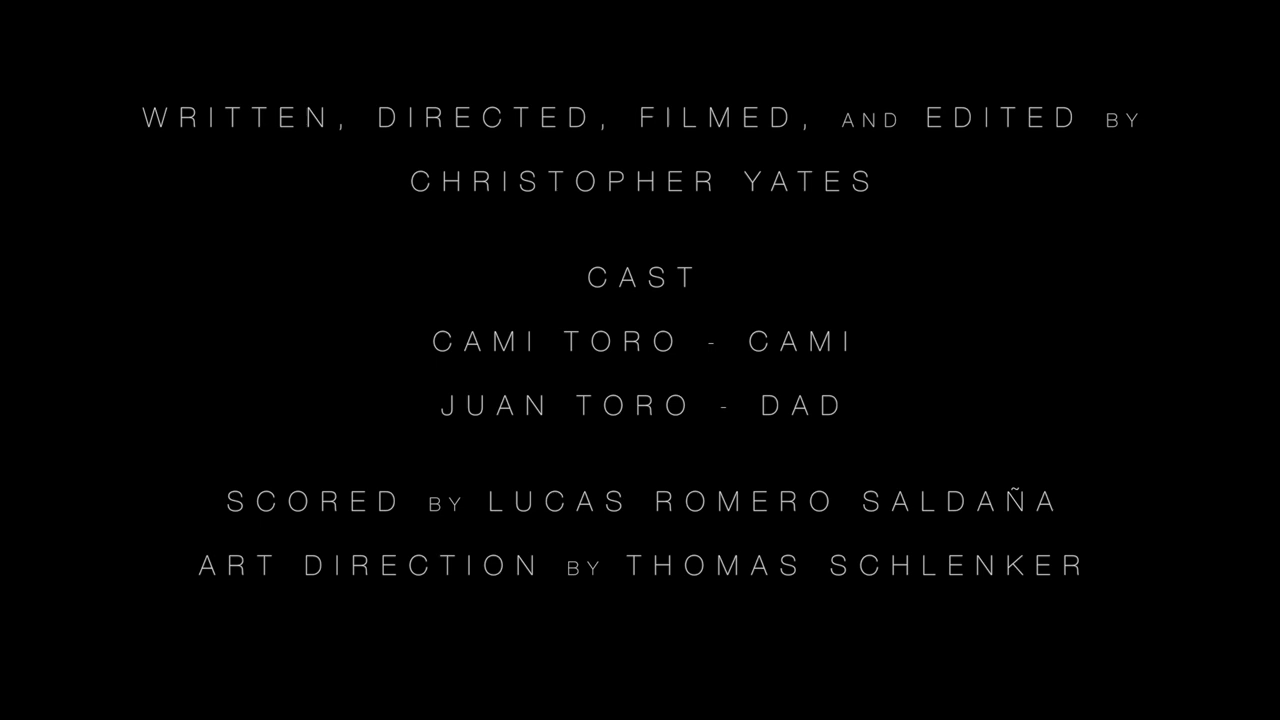 WRITTEN, DIRECTED, FILMED, AND EDITED BY
CHRISTOPHER YATES
CAST
CAMI TORO - CAMI
JUAN TORO - DAD
SCORED BY LUCAS ROMERO SALDAÑA
ART DIRECTION BY THOMAS SCHLENKER